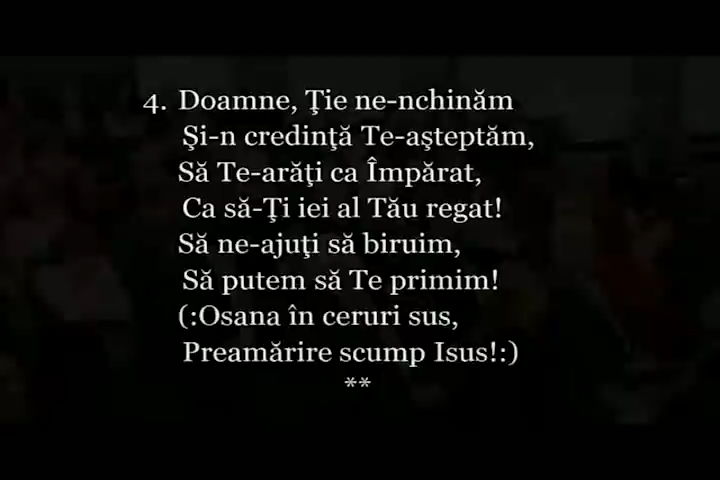 4. Doamne, Ţie ne-nchinăm
Şi-n credinţă Te-aşteptăm,
Să Te-arăţi ca Împărat,
Ca să-Ţi iei al Tău regat!
Să ne-ajuţi să biruim,
Să putem să Te primim!
(:Osana în ceruri sus,
Preamărire scump Isus!:)
**